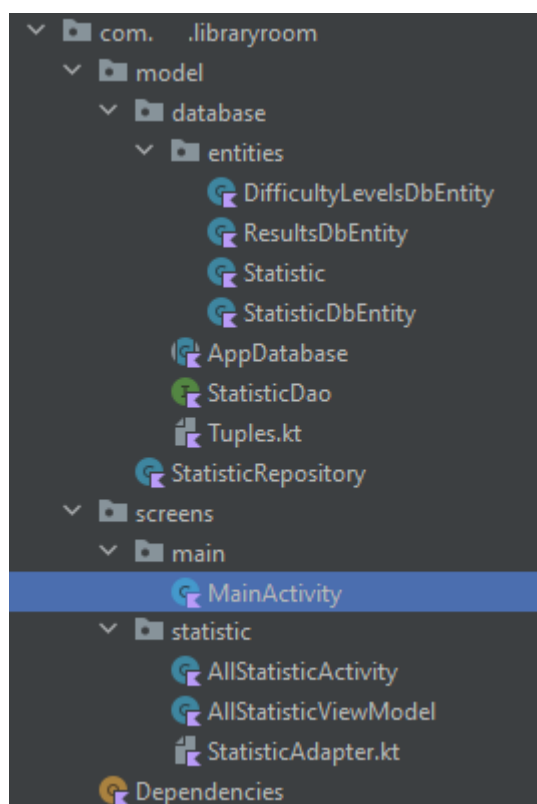 com. .libraryroom
model
database
entities
DifficultyLevelsDbEntity
ResultsDbEntity
Statistic
StatisticDbEntity
AppDatabase
StatisticDao
Tuples.kt
StatisticRepository
screens
main
MainActivity
statistic
AllStatisticActivity
AllStatisticViewModel
StatisticAdapter.kt
Dependencies